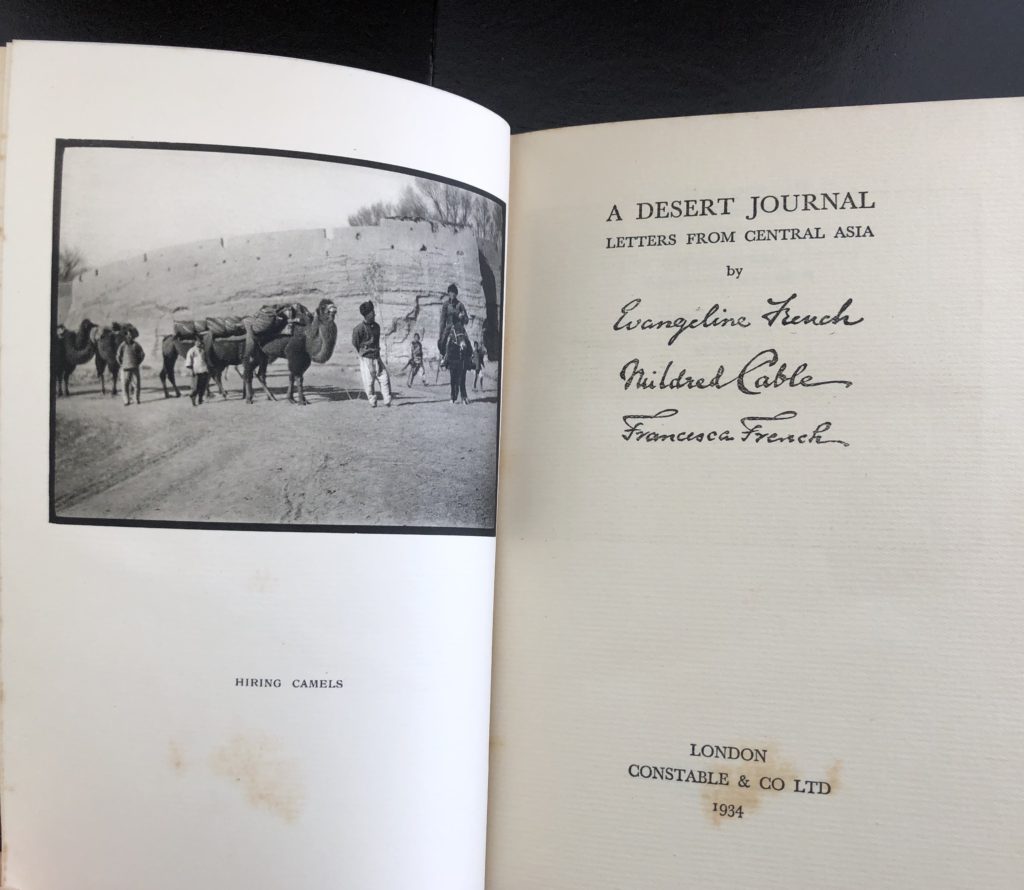 HIRING CAMELS
A DESERT JOURNAL
LETTERS FROM CENTRAL ASIA
by
Evangeline French
Mildred Cable
Francesca French
LONDON
CONSTABLE & CO LTD
1934